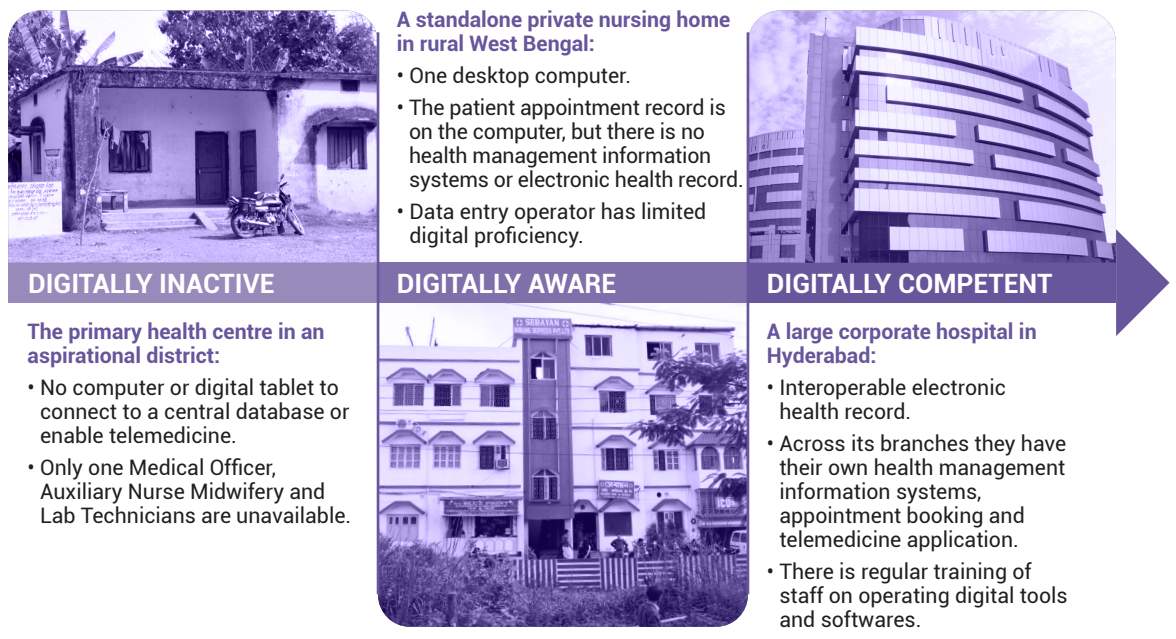 A standalone private nursing home
in rural West Bengal:
• One desktop computer.
• The patient appointment record is
on the computer, but there is no
health management information
systems or electronic health record.
• Data entry operator has limited
digital proficiency.
DIGITALLY INACTIVE
DIGITALLY AWARE
DIGITALLY COMPETENT
The primary health centre in an
aspirational district:
• No computer or digital tablet to
connect to a central database or
enable telemedicine.
• Only one Medical Officer,
Auxiliary Nurse Midwifery and
Lab Technicians are unavailable.
SEBAYAN
A large corporate hospital in
Hyderabad:
• Interoperable electronic
health record.
• Across its branches they have
their own health management
information systems,
appointment booking and
telemedicine application.
• There is regular training of
staff on operating digital tools
and softwares.